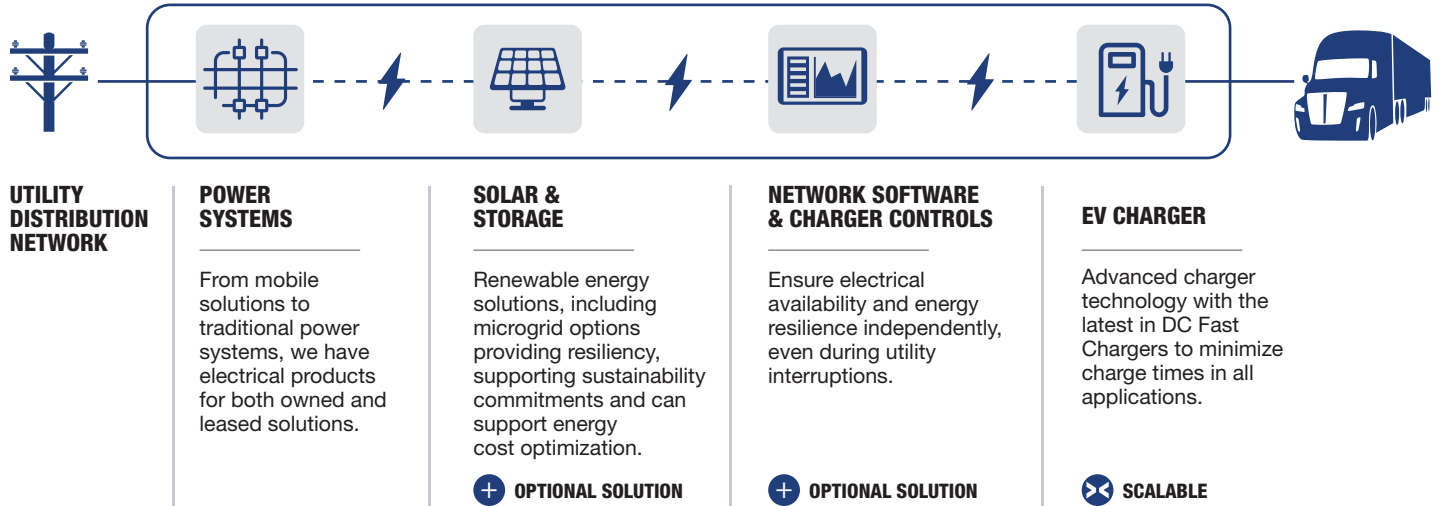 UTILITY
DISTRIBUTION
NETWORK
POWER
SYSTEMS
From mobile
solutions to
traditional power
systems, we have
electrical products
for both owned and
leased solutions.
SOLAR &
STORAGE
Renewable energy
solutions, including
microgrid options
providing resiliency,
supporting sustainability
commitments and can
support energy
cost optimization.
OPTIONAL SOLUTION
NETWORK SOFTWARE
& CHARGER CONTROLS
Ensure electrical
availability and energy
resilience independently,
even during utility
interruptions.
OPTIONAL SOLUTION
EV CHARGER
Advanced charger
technology with the
latest in DC Fast
Chargers to minimize
charge times in all
applications.
SCALABLE